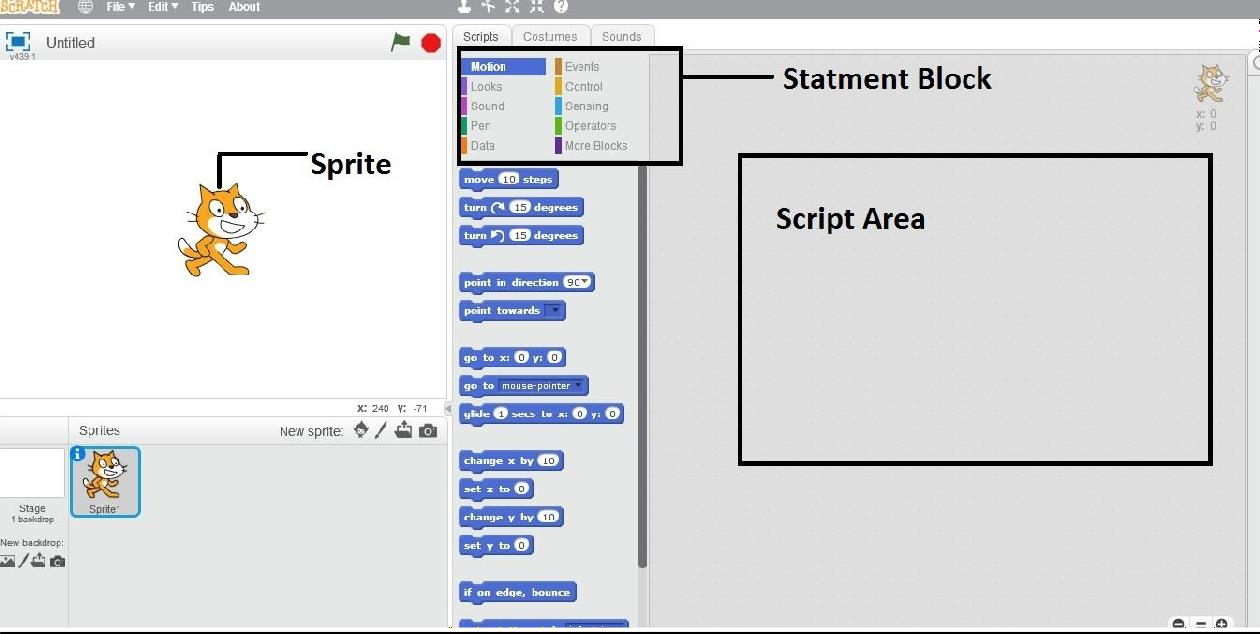 SCRATCH File Edit Tips About
Untitled
v439.1
Scripts Costumes Sounds
Motion Events
Looks Control
Sound Sensing
Pen Operators
Data More Blocks
Statment Block
x: 0
y: 0
Sprite
Script Area
move 10 steps
turn 15 degrees
turn 15 degrees
point in direction 90
point towards
go to x: 0 y: 0
go to mouse-pointer
glide 1 secs to x: 0 y: 0
change x by 10
set x to 0
change y by 10
set y to 0
if on edge, bounce
X: 240 Y: -71
Sprites New sprite:
Sprite1
Stage
1 backdrop
New backdrop: